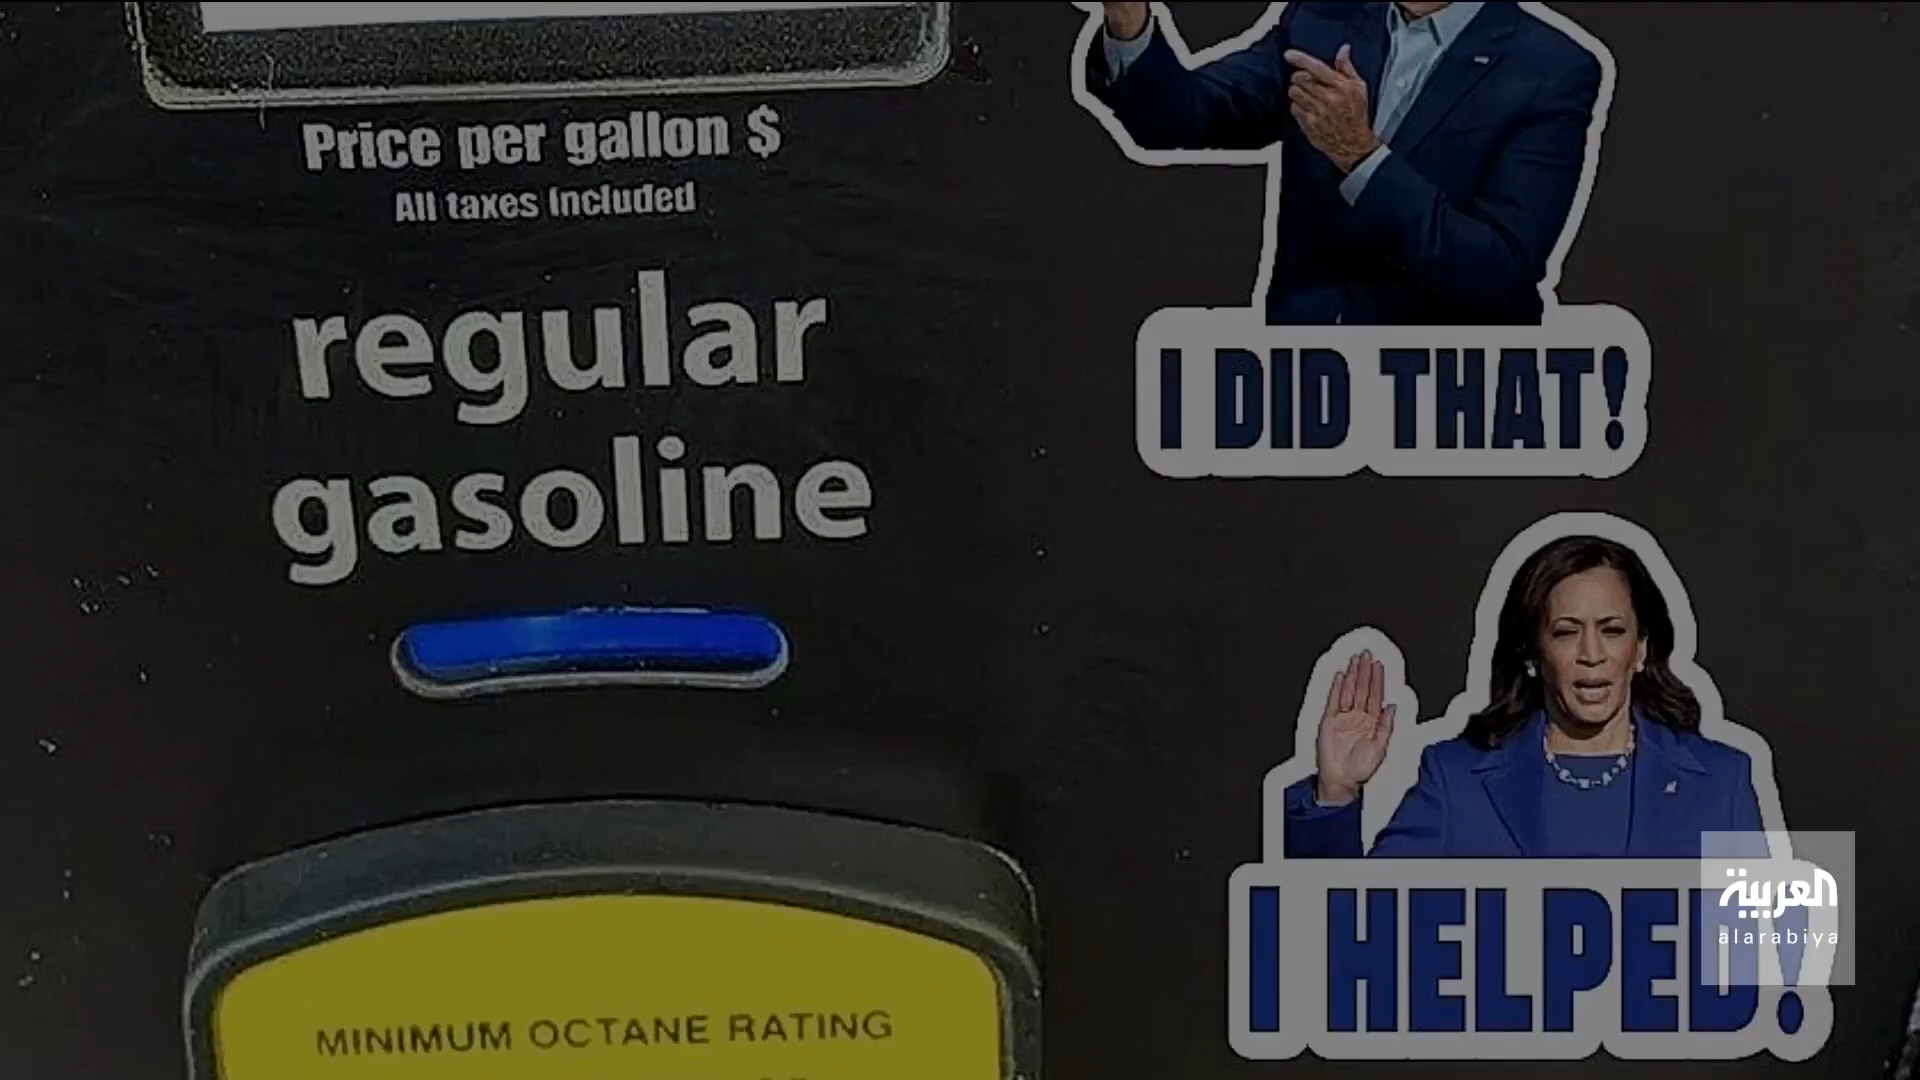 Price per gallon $
All taxes included
regular
gasoline
MINIMUM OCTANE RATING
I DID THAT!
I HELPED!
العربية
alarabiya